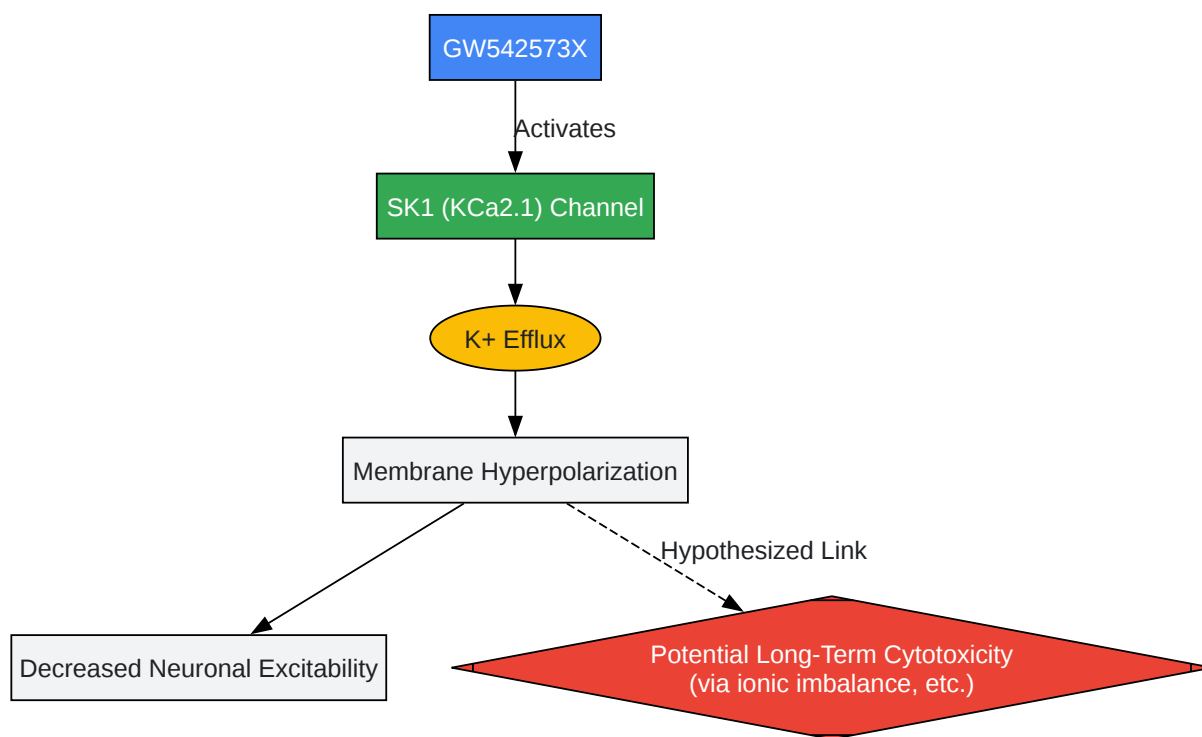 GW542573X
Activates
SK1 (KCa2.1) Channel
K+ Efflux
Membrane Hyperpolarization
Hypothesized Link
Decreased Neuronal Excitability
Potential Long-Term Cytotoxicity
(via ionic imbalance, etc.)